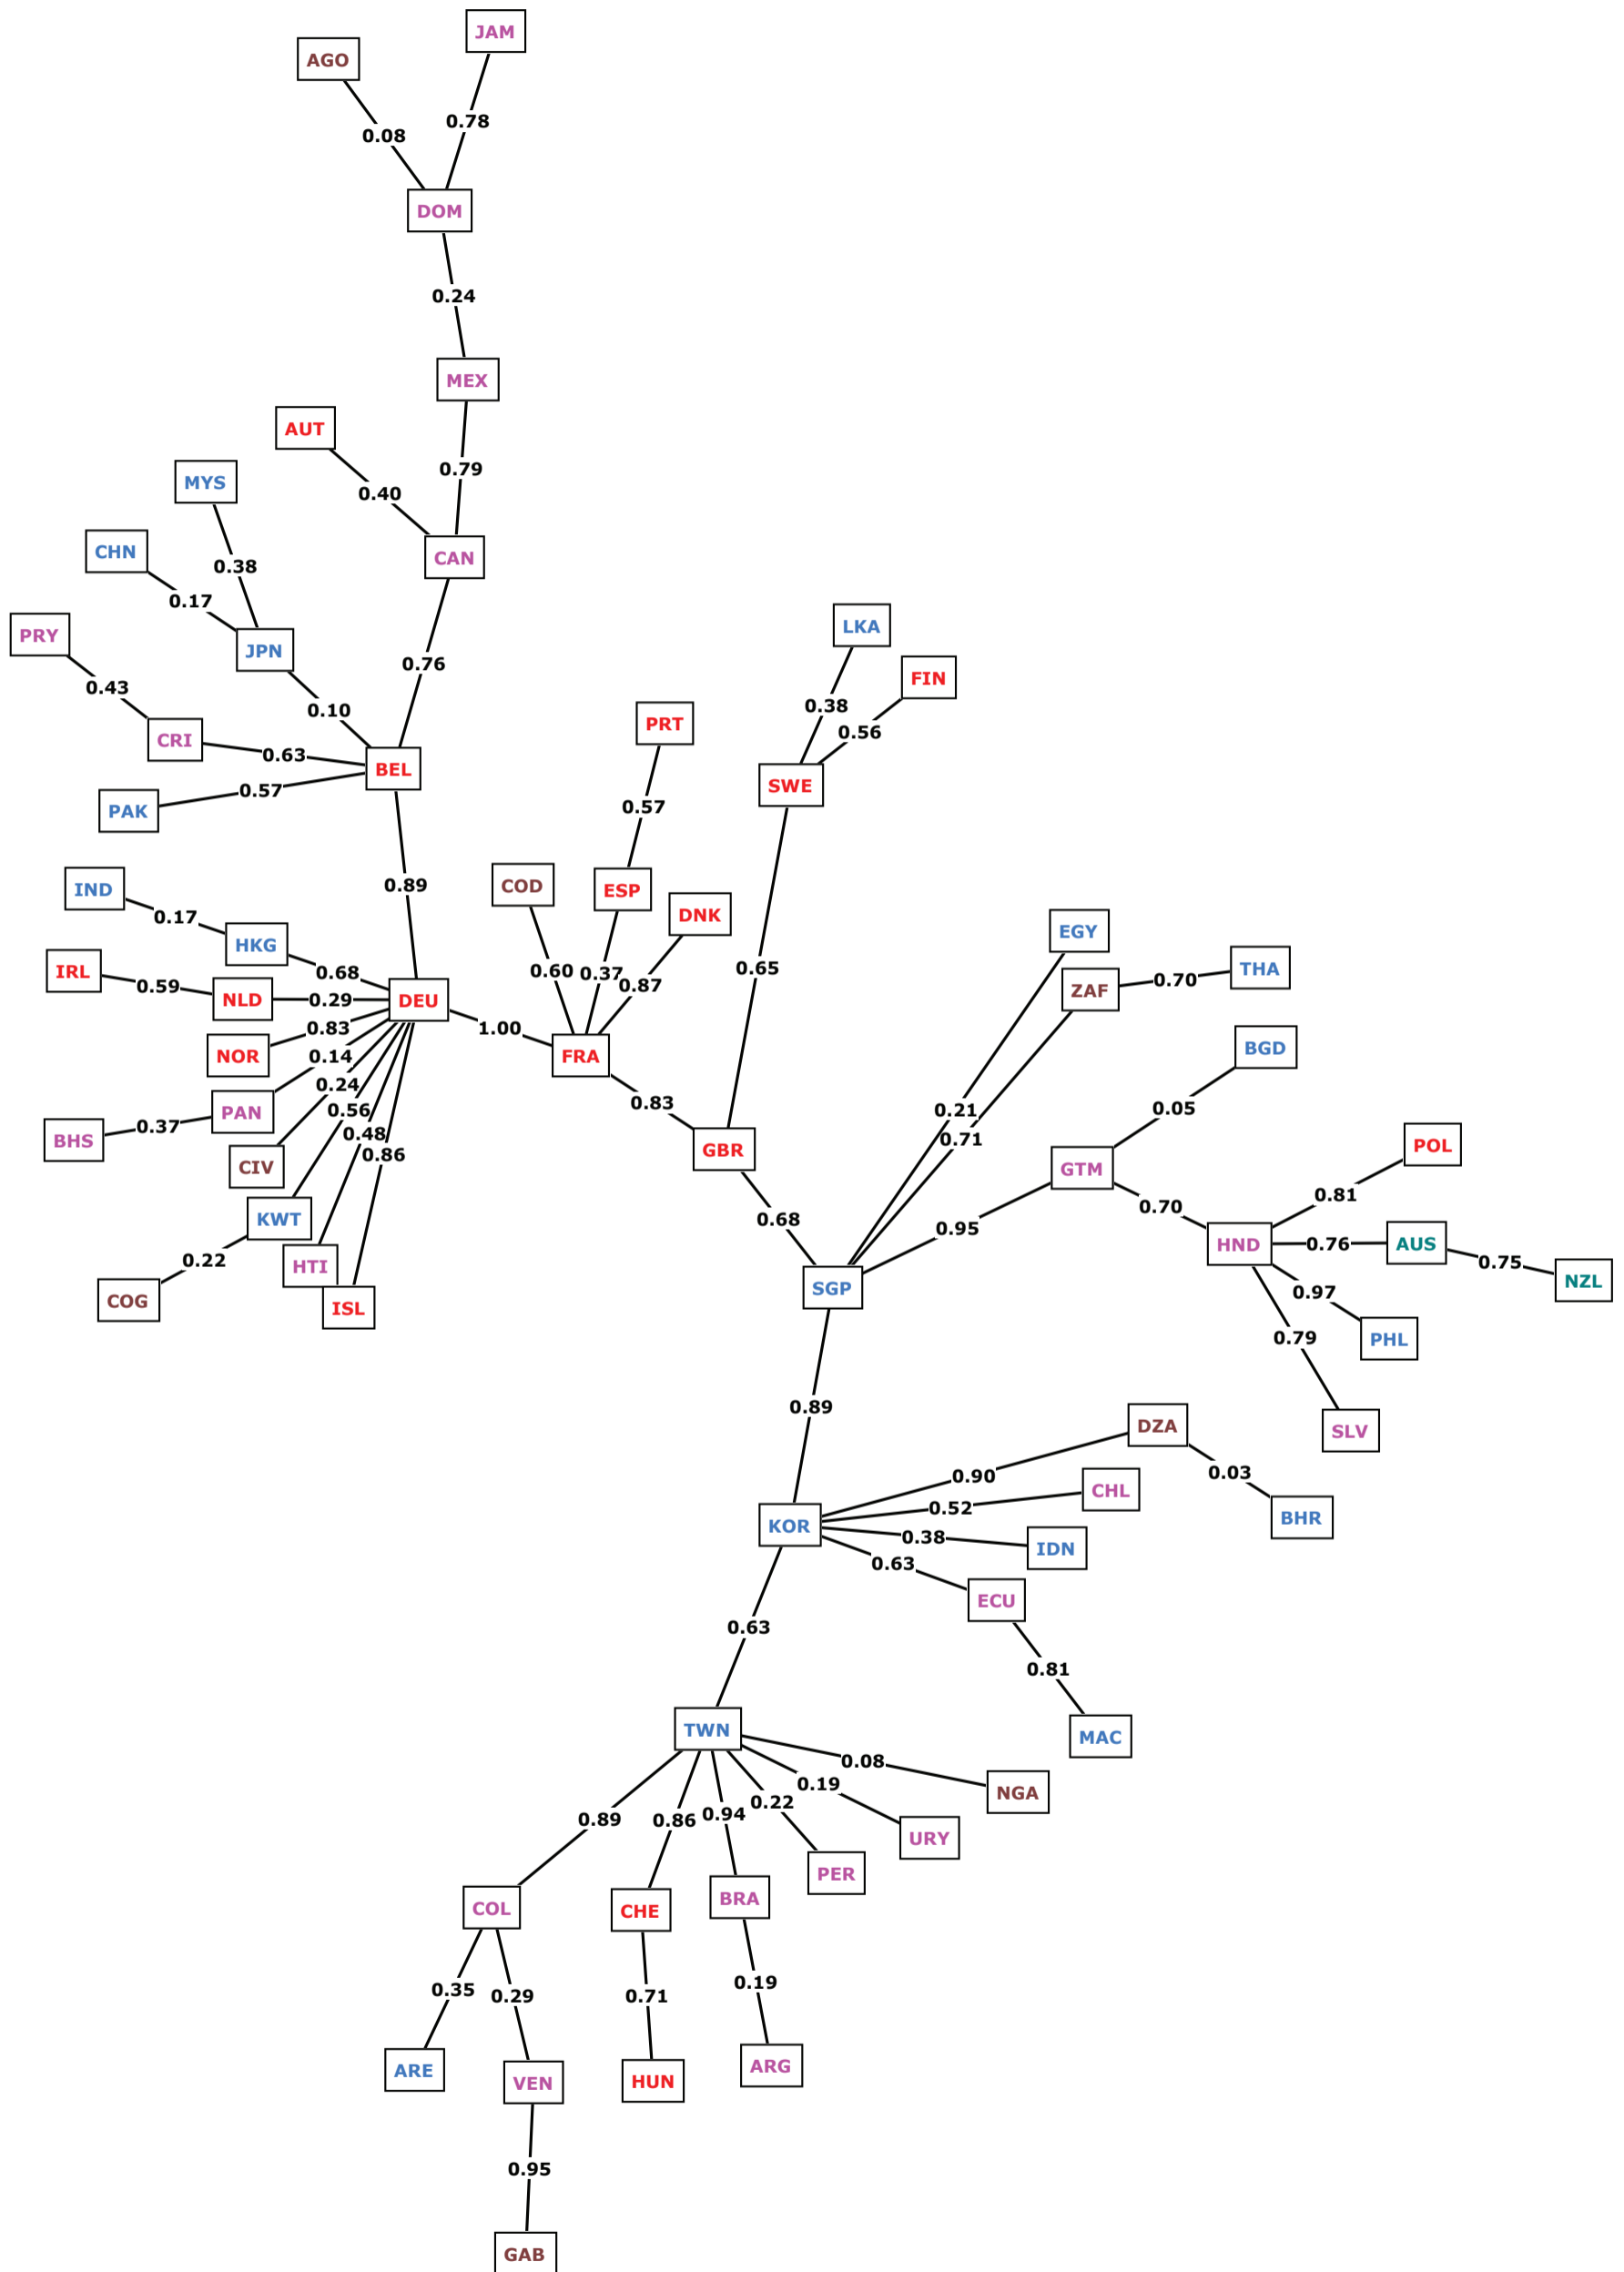 JAM
AGO
0.78
0.08
DOM
0.24
MEX
AUT
0.79
MYS
0.40
CHN
CAN
0.38
0.17
LKA
PRY
JPN
0.76
FIN
0.43
0.38
0.10
PRT
0.56
CRI
0.63
BEL
SWE
0.57
PAK
0.57
0.89
COD
ESP
IND
DNK
0.17
EGY
HKG
0.65
THA
IRL
0.68
0.60
0.37
0.87
ZAF
0.70
0.59
NLD
0.29
DEU
0.83
1.00
NOR
0.14
FRA
BGD
0.24
0.83
0.05
PAN
0.56
0.21
BHS
0.37
0.48
0.71
POL
CIV
0.86
GBR
GTM
0.81
KWT
0.68
0.70
0.95
HND
0.76
AUS
0.22
HTI
0.75
COG
ISL
SGP
0.97
NZL
0.79
PHL
0.89
DZA
SLV
0.90
0.03
CHL
0.52
KOR
0.38
BHR
0.63
IDN
ECU
0.63
0.81
TWN
MAC
0.08
0.19
NGA
0.22
0.89
0.86
0.94
URY
PER
COL
CHE
BRA
0.35
0.29
0.71
0.19
ARE
VEN
HUN
ARG
0.95
GAB